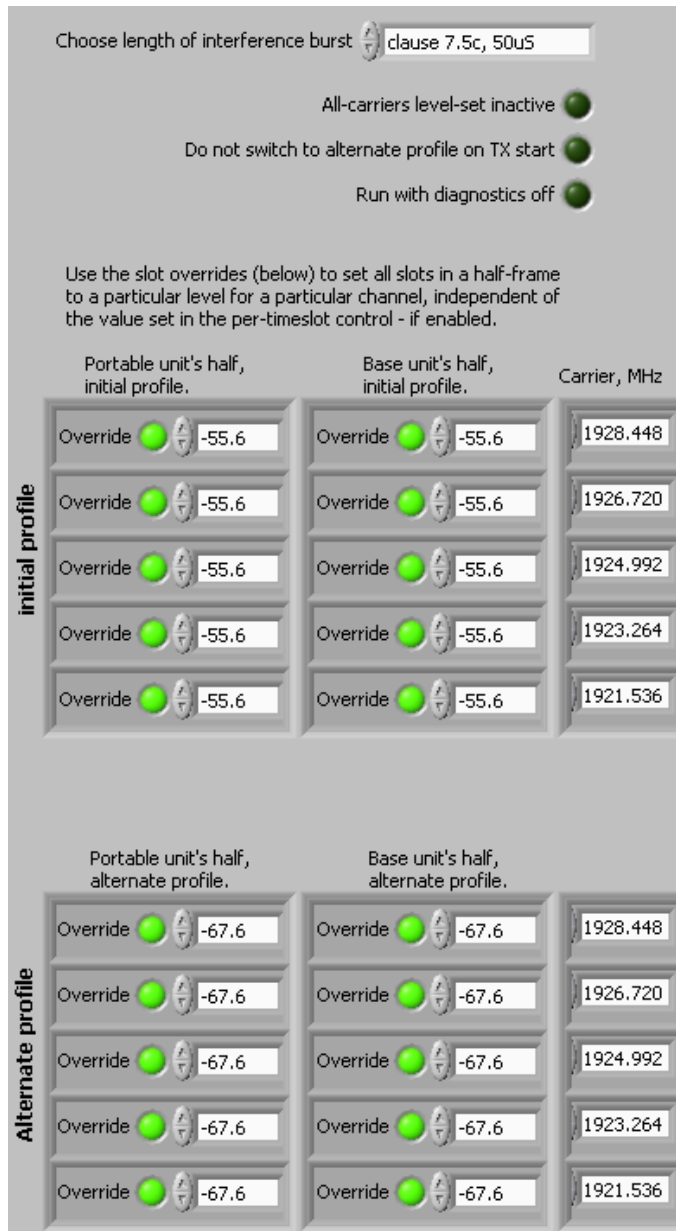 Choose length of interference burst clause 7.5c, 50uS
All-carriers level-set inactive
Do not switch to alternate profile on TX start
Run with diagnostics off
Use the slot overrides (below) to set all slots in a half-frame
to a particular level for a particular channel, independent of
the value set in the per-timeslot control - if enabled.
Portable unit's half,
initial profile.
Base unit's half,
initial profile.
Carrier, MHz
initial profile
Override -55.6 Override -55.6 1928.448
Override -55.6 Override -55.6 1926.720
Override -55.6 Override -55.6 1924.992
Override -55.6 Override -55.6 1923.264
Override -55.6 Override -55.6 1921.536
Portable unit's half,
alternate profile.
Base unit's half,
alternate profile.
Alternate profile
Override -67.6 Override -67.6 1928.448
Override -67.6 Override -67.6 1926.720
Override -67.6 Override -67.6 1924.992
Override -67.6 Override -67.6 1923.264
Override -67.6 Override -67.6 1921.536